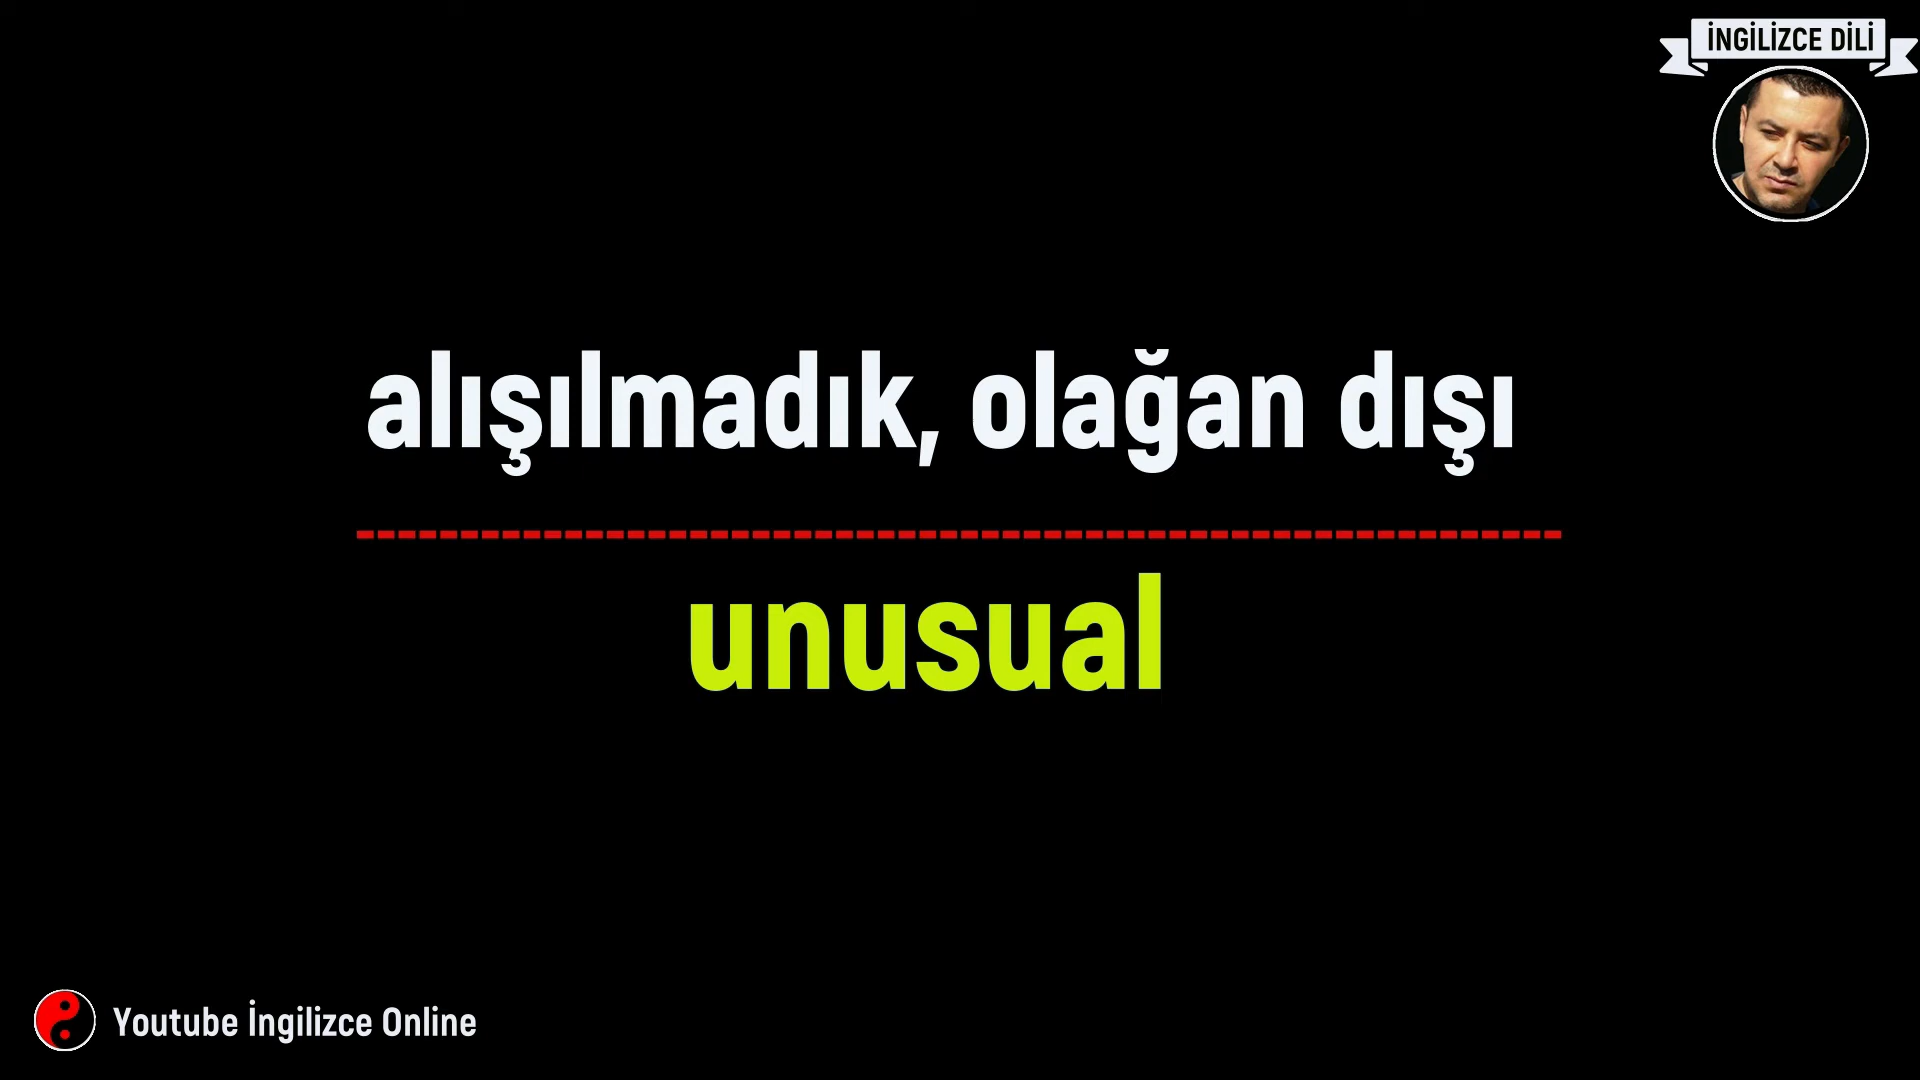 İNGİLİZCE DİLİ
alışılmadık, olağan dışı
unusual
Youtube İngilizce Online